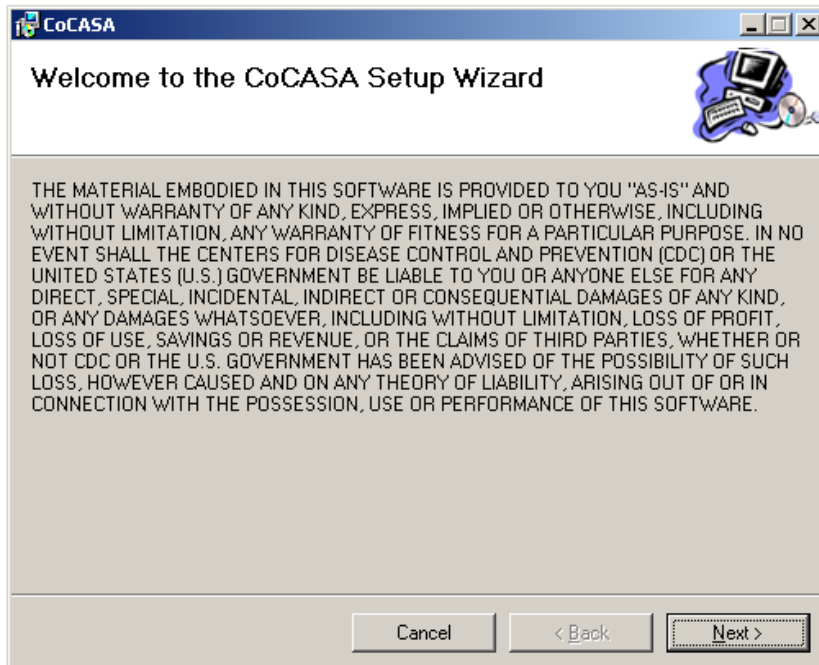 CoCASA
Welcome to the CoCASA Setup Wizard
THE MATERIAL EMBODIED IN THIS SOFTWARE IS PROVIDED TO YOU "AS-IS" AND
WITHOUT WARRANTY OF ANY KIND, EXPRESS, IMPLIED OR OTHERWISE, INCLUDING
WITHOUT LIMITATION, ANY WARRANTY OF FITNESS FOR A PARTICULAR PURPOSE. IN NO
EVENT SHALL THE CENTERS FOR DISEASE CONTROL AND PREVENTION (CDC) OR THE
UNITED STATES (U.S.) GOVERNMENT BE LIABLE TO YOU OR ANYONE ELSE FOR ANY
DIRECT, SPECIAL, INCIDENTAL, INDIRECT OR CONSEQUENTIAL DAMAGES OF ANY KIND,
OR ANY DAMAGES WHATSOEVER, INCLUDING WITHOUT LIMITATION, LOSS OF PROFIT,
LOSS OF USE, SAVINGS OR REVENUE, OR THE CLAIMS OF THIRD PARTIES, WHETHER OR
NOT CDC OR THE U.S. GOVERNMENT HAS BEEN ADVISED OF THE POSSIBILITY OF SUCH
LOSS, HOWEVER CAUSED AND ON ANY THEORY OF LIABILITY, ARISING OUT OF OR IN
CONNECTION WITH THE POSSESSION, USE OR PERFORMANCE OF THIS SOFTWARE.
Cancel < Back Next >